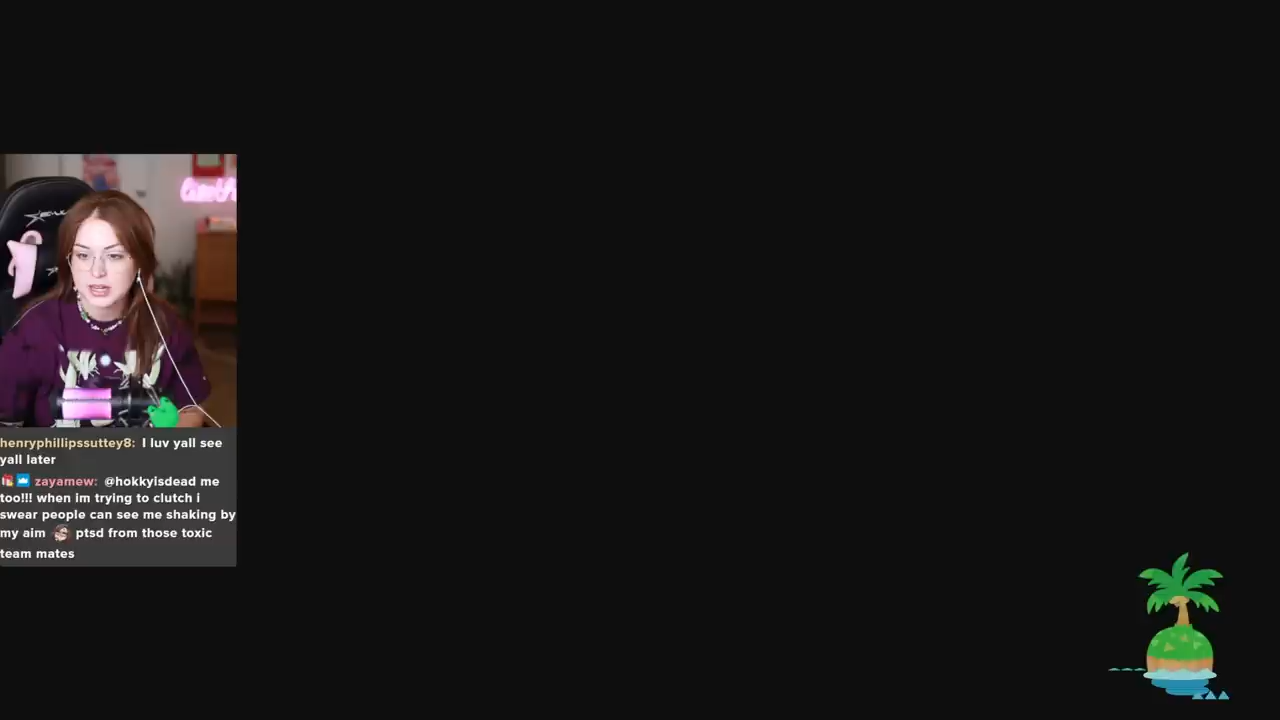 henryphillipssuttey8: I luv yall see
yall later
zayamew: @hokkyisdead me
too!!! when im trying to clutch i
swear people can see me shaking by
my aim ptsd from those toxic
team mates